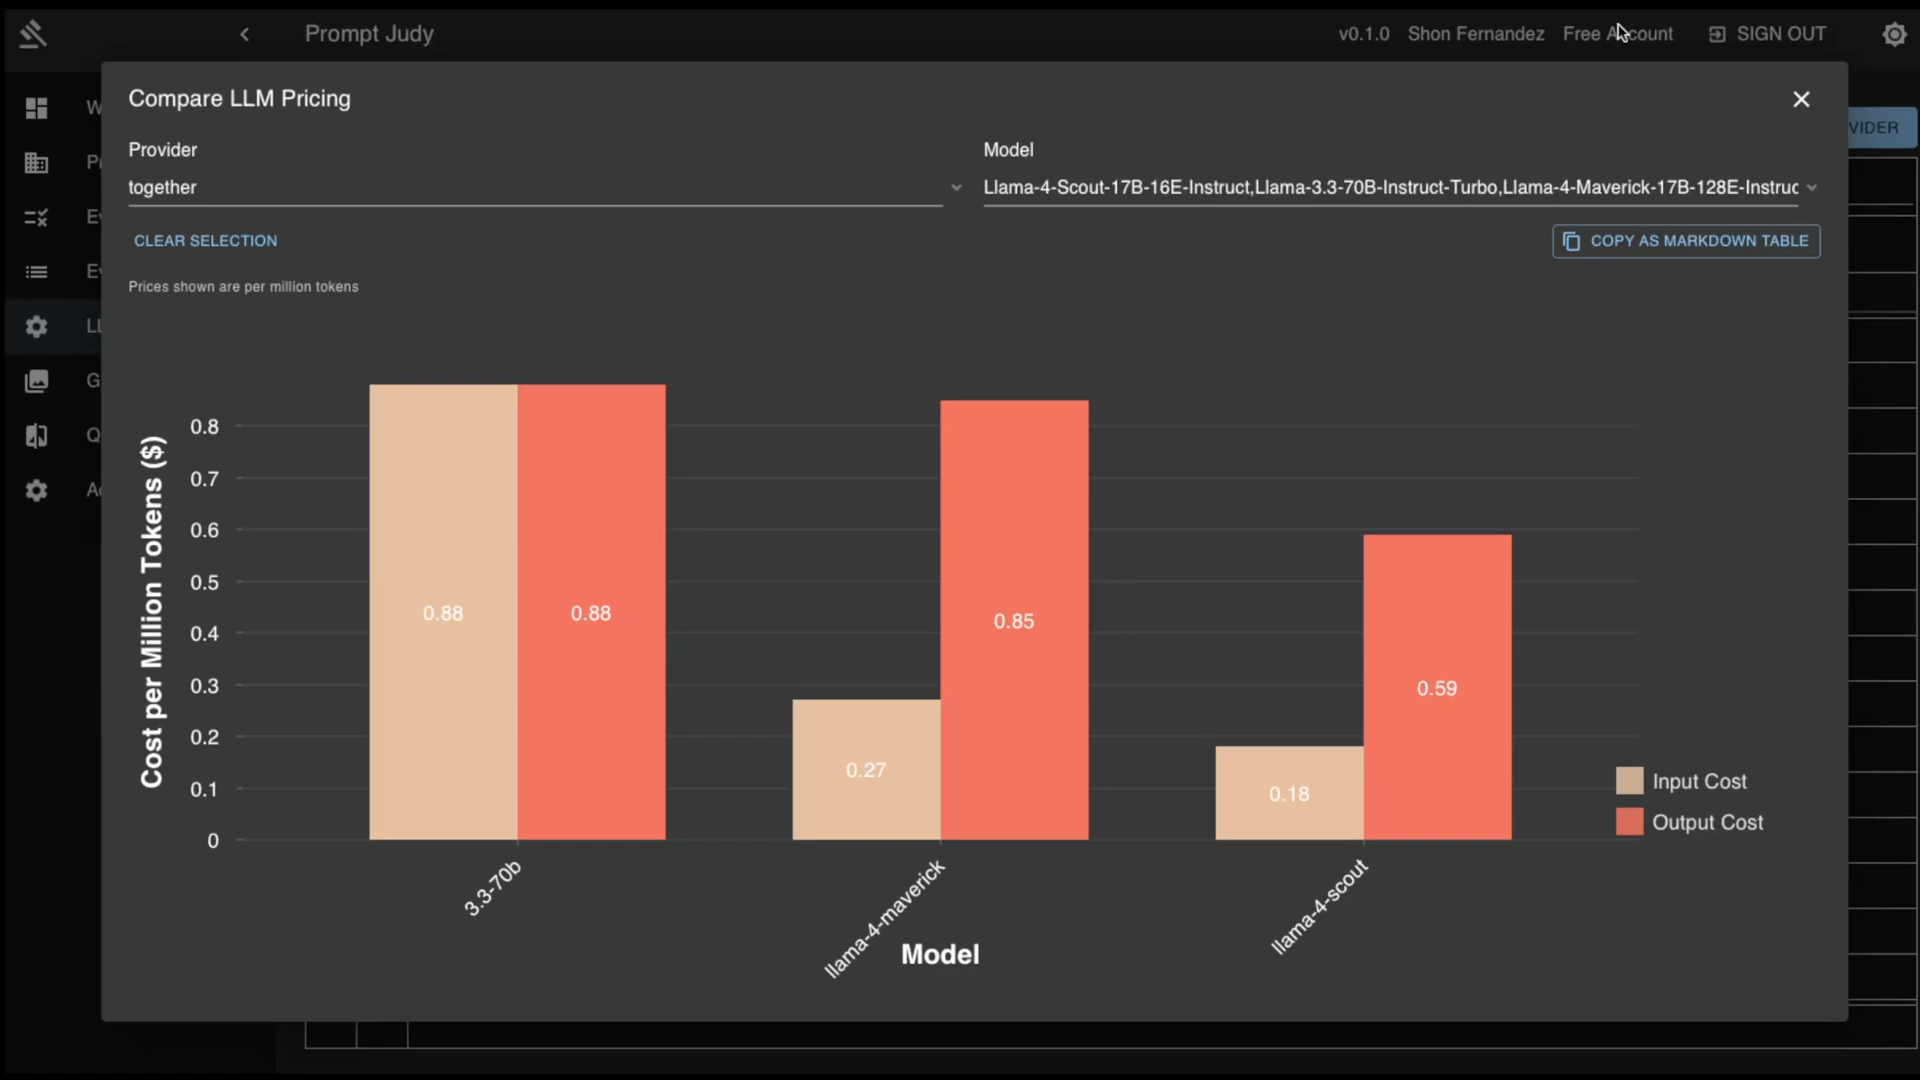 Prompt Judy
v0.1.0 Shon Fernandez Free Account SIGN OUT
Compare LLM Pricing
VIDER
Provider
Model
together
Llama-4-Scout-17B-16E-Instruct,Llama-3.3-70B-Instruct-Turbo,Llama-4-Maverick-17B-128E-Instruc
CLEAR SELECTION
COPY AS MARKDOWN TABLE
Prices shown are per million tokens
W
P
E
E
LL
G
Q
A
Cost per Million Tokens ($)
0.8
0.7
0.6
0.5
0.4
0.3
0.2
0.1
0
0.88
0.88
0.27
0.85
0.18
0.59
Input Cost
Output Cost
3.3-70b
llama-4-maverick
llama-4-scout
Model